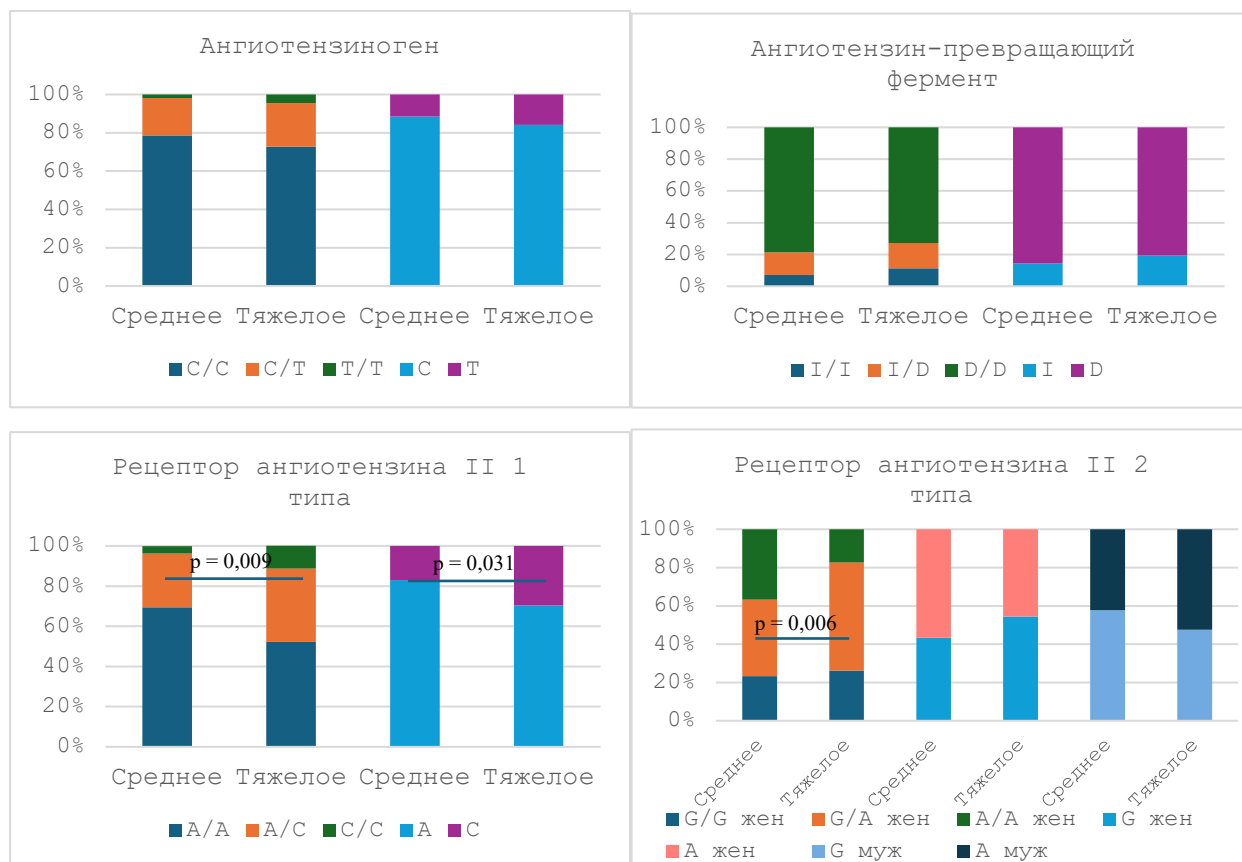 Ангиотензиноген
100%
80%
60%
40%
20%
0%
Среднее Тяжелое Среднее Тяжелое
C/C C/T T/T C T
Ангиотензин-превращающий
фермент
100%
80%
60%
40%
20%
0%
Среднее Тяжелое Среднее Тяжелое
I/I I/D D/D I D
Рецептор ангиотензина II 1
типа
100%
80%
60%
40%
20%
0%
p = 0,009 p = 0,031
Среднее Тяжелое Среднее Тяжелое
A/A A/C C/C A C
Рецептор ангиотензина II 2
типа
100%
80%
60%
40%
20%
0%
p = 0,006
Среднее Тяжелое Среднее Тяжелое Среднее Тяжелое
G/G жен G/A жен A/A жен G жен
A жен G муж A муж